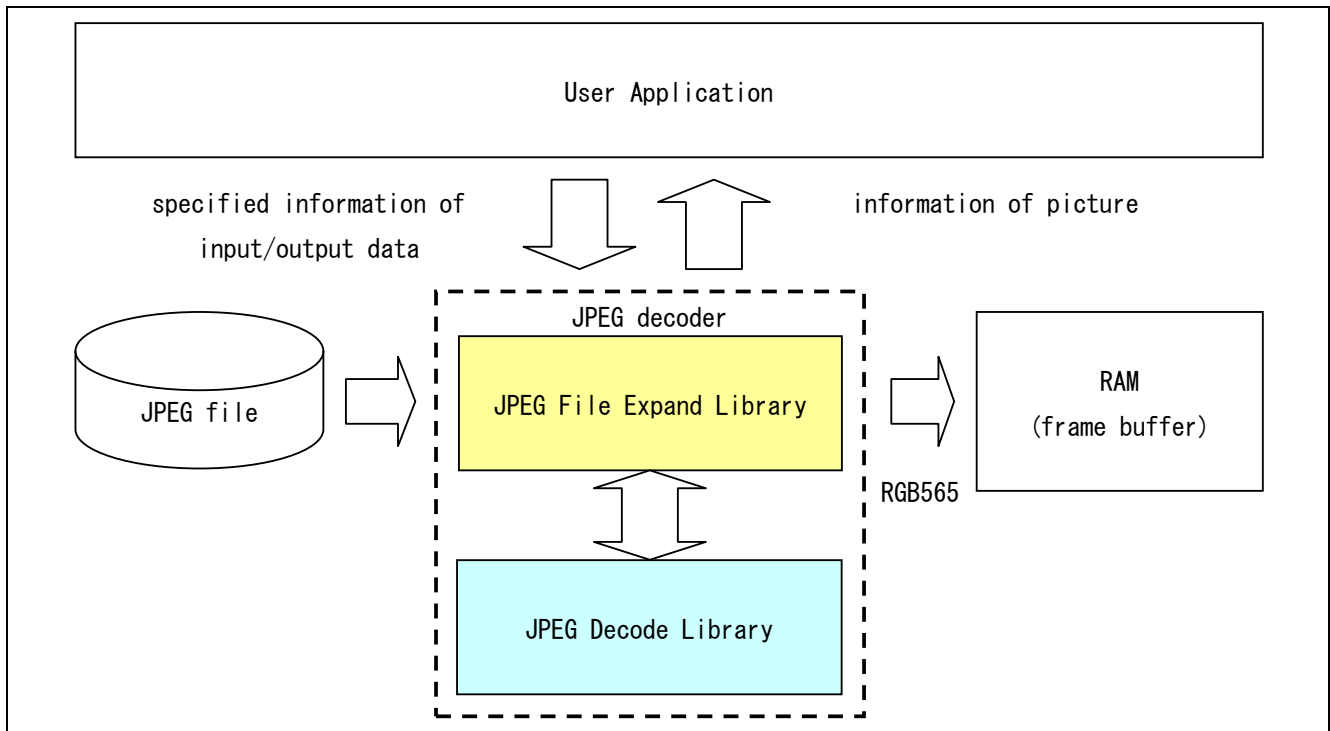 User Application
specified information of
input/output data
information of picture
JPEG decoder
JPEG file
JPEG File Expand Library
RAM
(frame buffer)
RGB565
JPEG Decode Library